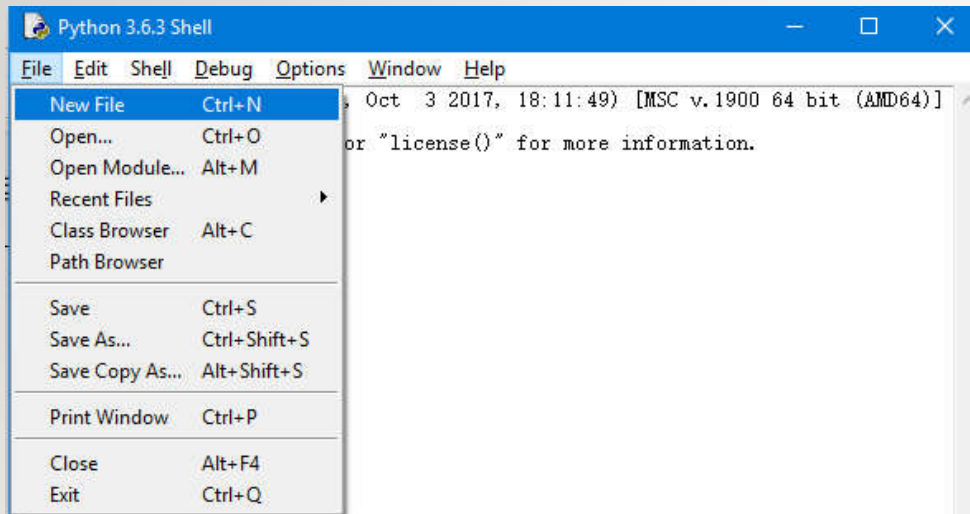 Python 3.6.3 Shell
File Edit Shell Debug Options Window Help
New File Ctrl+N
, Oct 3 2017, 18:11:49) [MSC v.1900 64 bit (AMD64)]
Open... Ctrl+O
or "license()" for more information.
Open Module... Alt+M
Recent Files
Class Browser Alt+C
Path Browser
Save Ctrl+S
Save As... Ctrl+Shift+S
Save Copy As... Alt+Shift+S
Print Window Ctrl+P
Close Alt+F4
Exit Ctrl+Q